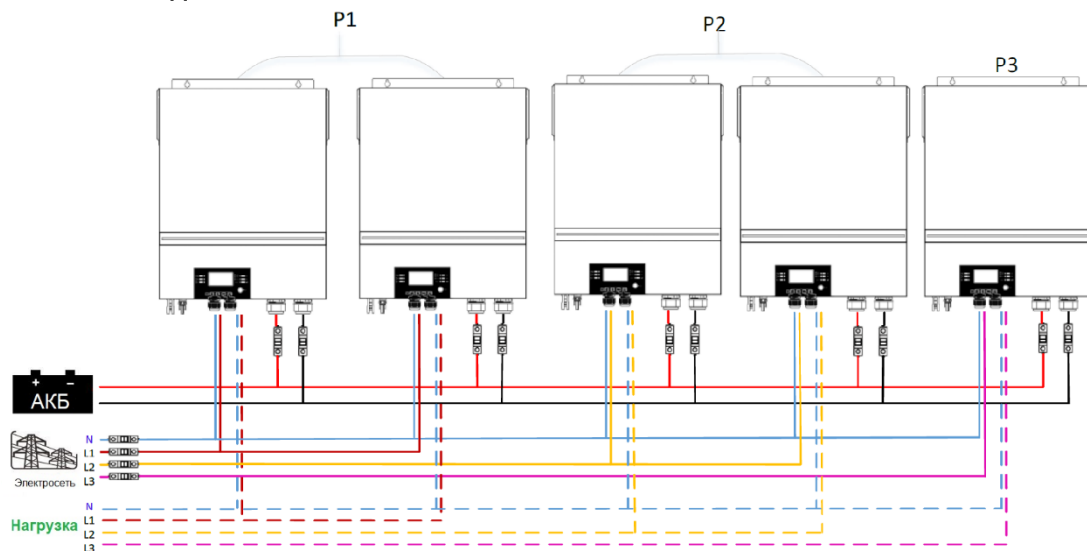 P1
P2
P3
+ −
АКБ
N
L1
L2
L3
Электросеть
N
Нагрузка
L1
L2
L3